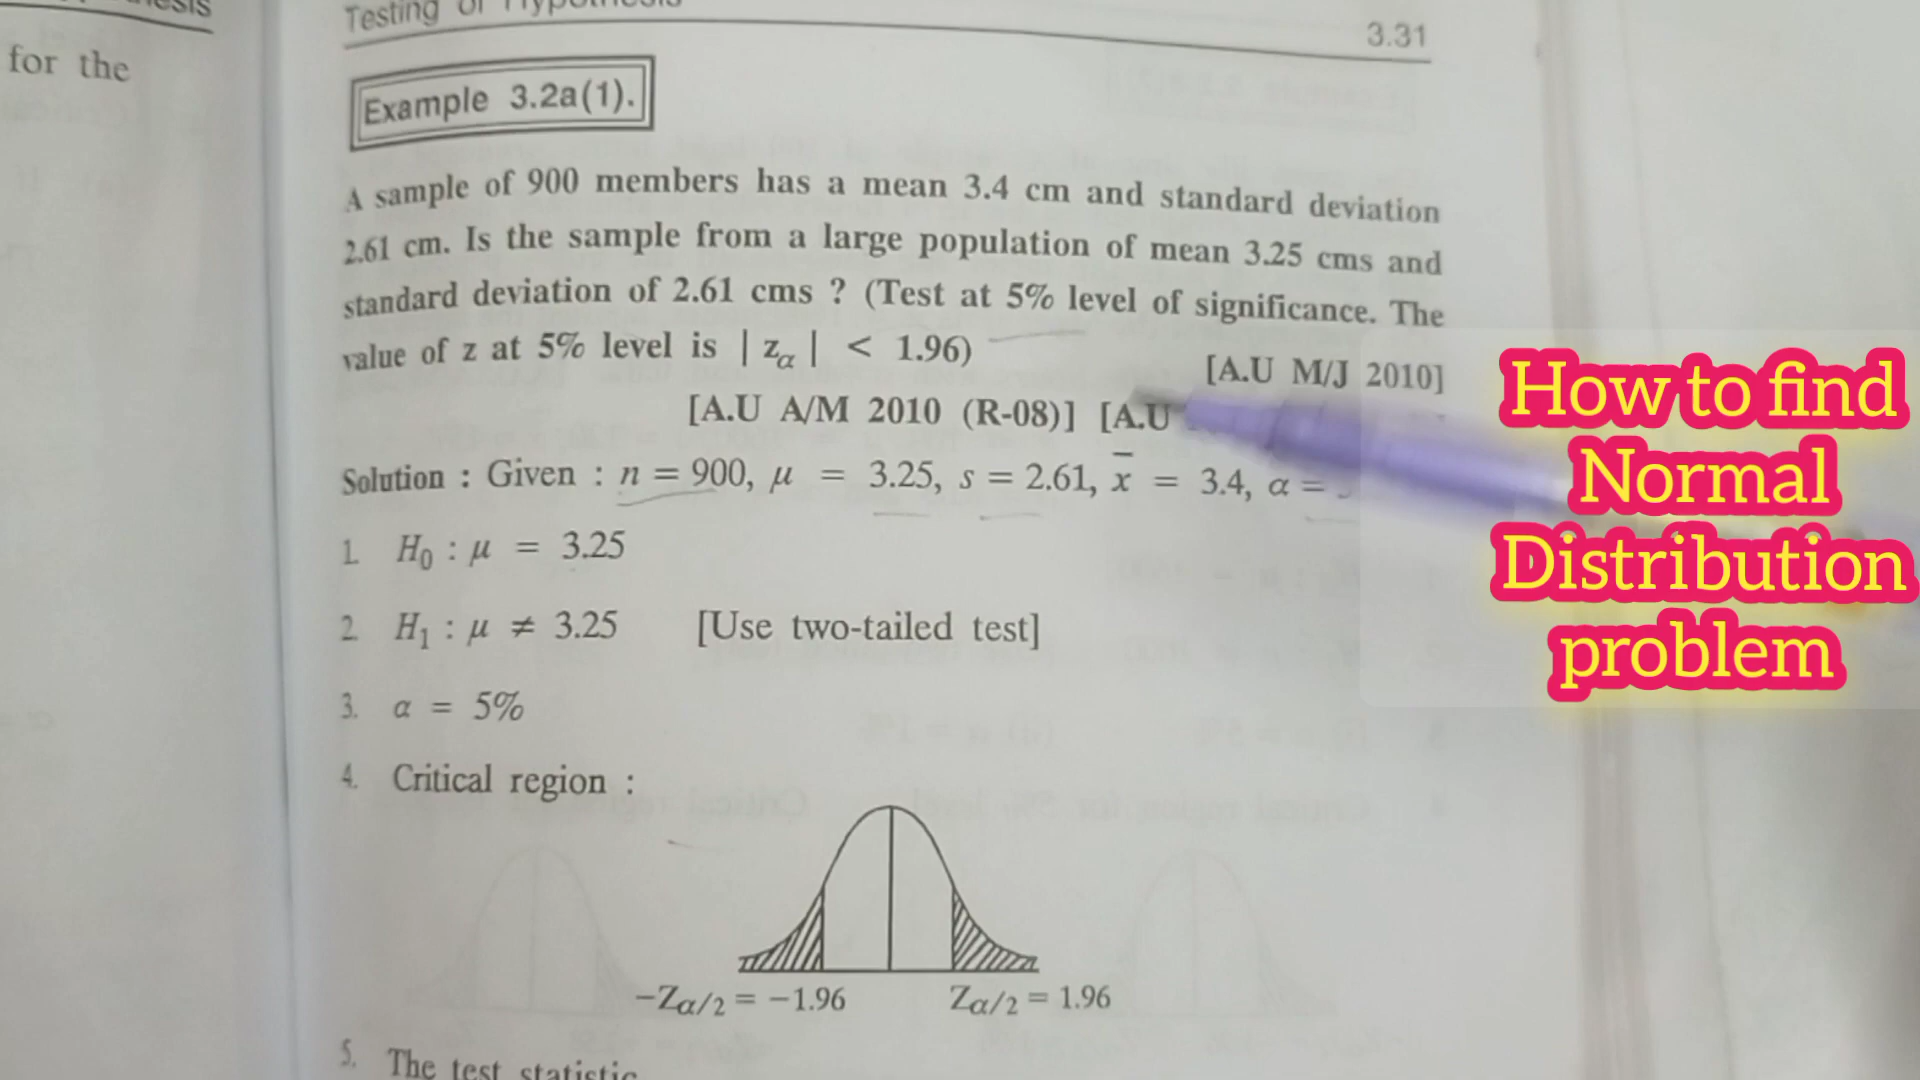 for the
Testing of Hypothesis
3.31
Example 3.2a(1).
A sample of 900 members has a mean 3.4 cm and standard deviation
2.61 cm. Is the sample from a large population of mean 3.25 cms and
standard deviation of 2.61 cms ? (Test at 5% level of significance. The
value of z at 5% level is | zα | < 1.96)
[A.U M/J 2010]
[A.U A/M 2010 (R-08)] [A.U
Solution : Given : n = 900, μ = 3.25, s = 2.61, x̄ = 3.4, α =
1. H₀ : μ = 3.25
2. H₁ : μ ≠ 3.25 [Use two-tailed test]
3. α = 5%
4. Critical region :
−Zα/2 = −1.96 Zα/2 = 1.96
5. The test statistic
How to find
Normal
Distribution
problem